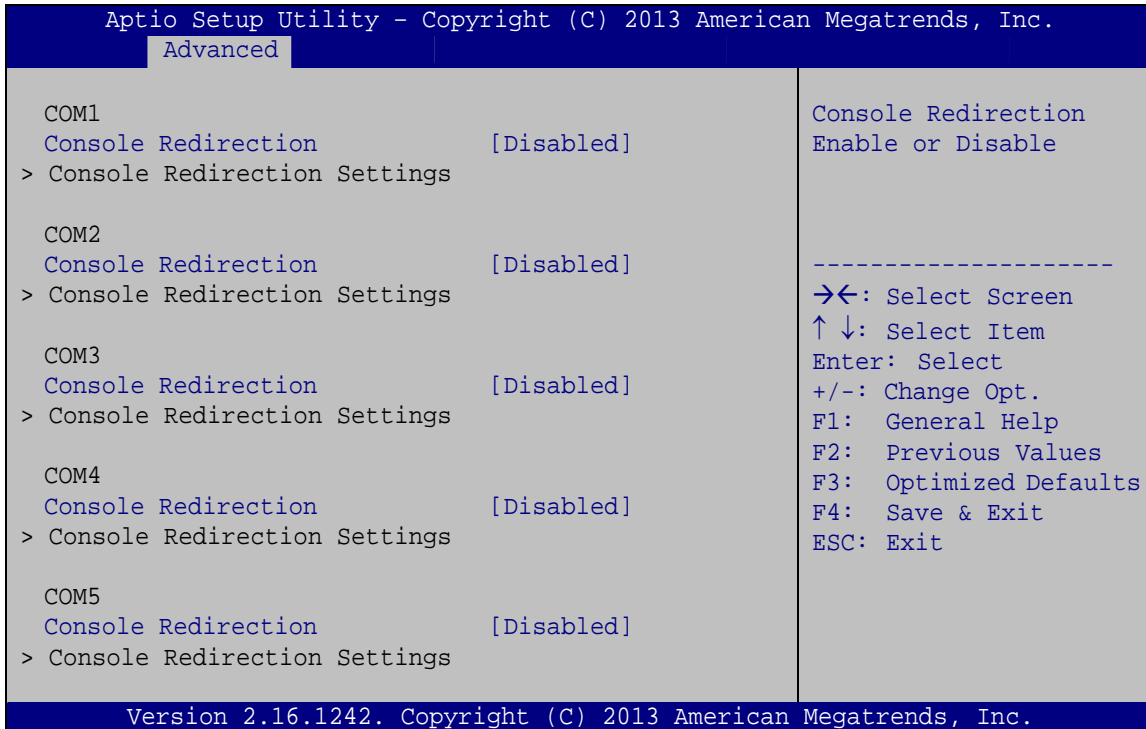 Aptio Setup Utility – Copyright (C) 2013 American Megatrends, Inc.
Advanced
COM1
Console Redirection [Disabled]
> Console Redirection Settings
COM2
Console Redirection [Disabled]
> Console Redirection Settings
COM3
Console Redirection [Disabled]
> Console Redirection Settings
COM4
Console Redirection [Disabled]
> Console Redirection Settings
COM5
Console Redirection [Disabled]
> Console Redirection Settings
Console Redirection
Enable or Disable
---------------------
→←: Select Screen
↑ ↓: Select Item
Enter: Select
+/-: Change Opt.
F1: General Help
F2: Previous Values
F3: Optimized Defaults
F4: Save & Exit
ESC: Exit
Version 2.16.1242. Copyright (C) 2013 American Megatrends, Inc.